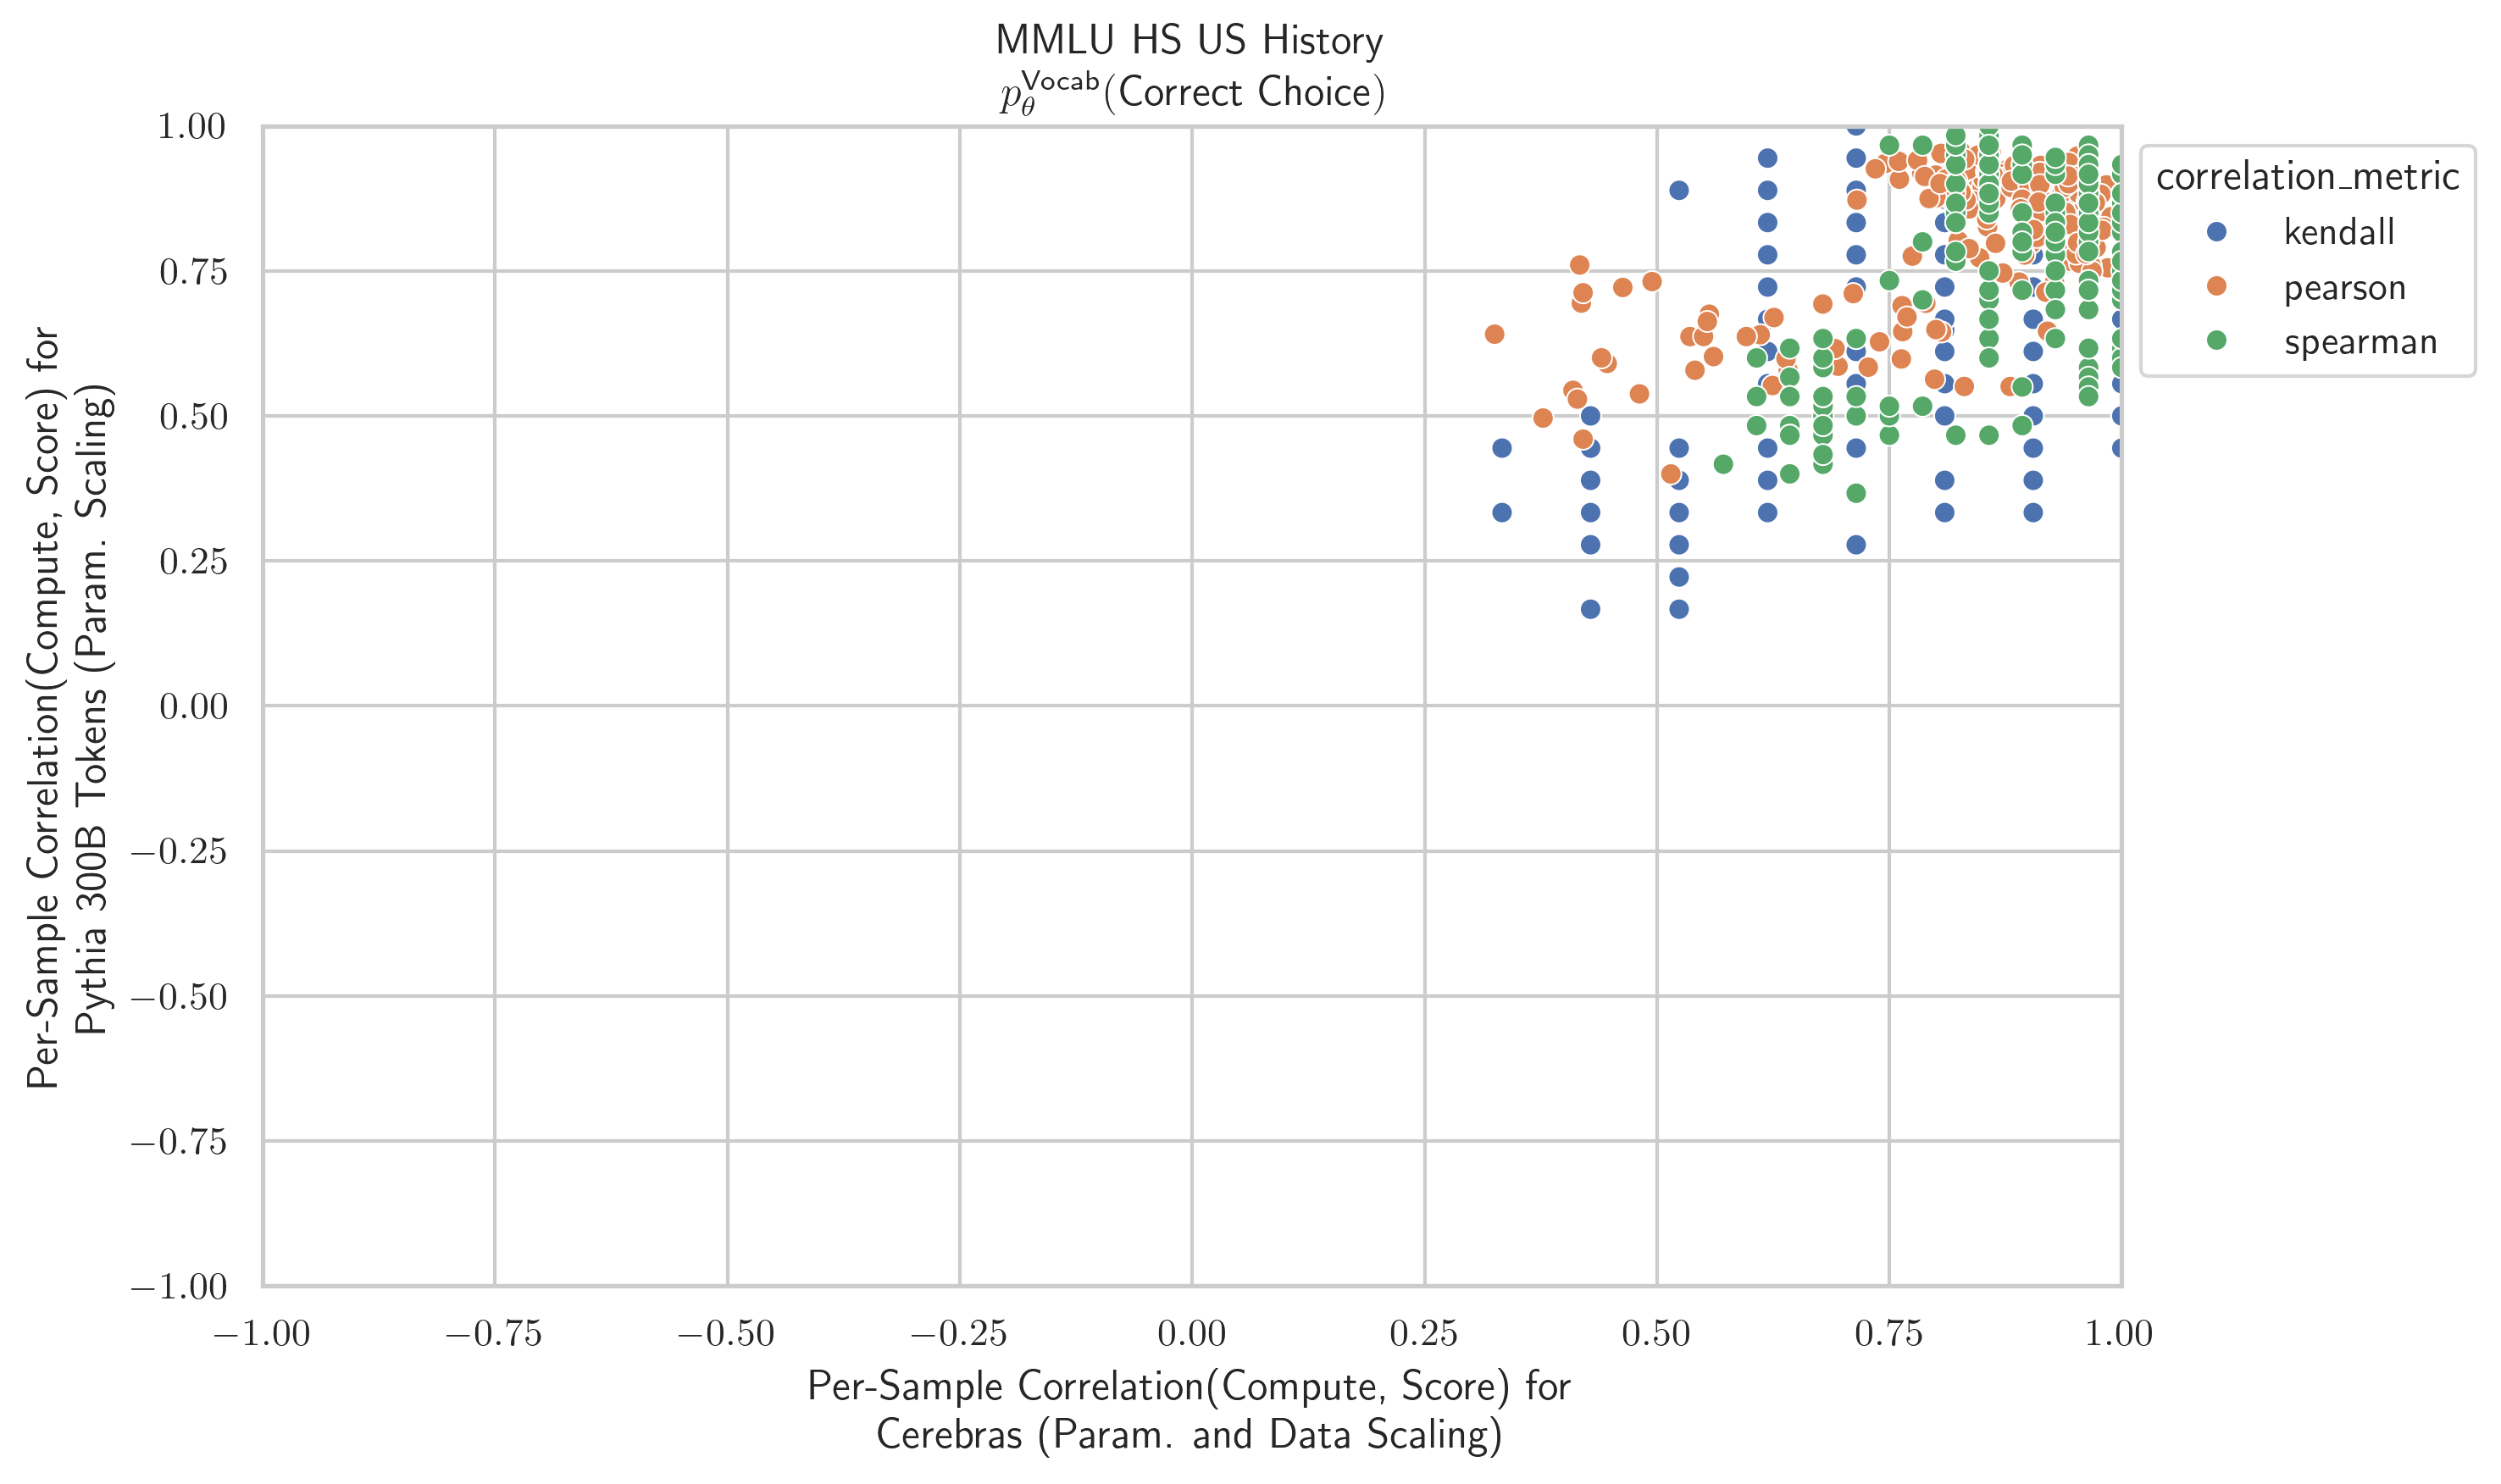 MMLU HS US History
p_θ^Vocab(Correct Choice)
Per-Sample Correlation(Compute, Score) for
Pythia 300B Tokens (Param. Scaling)
1.00
0.75
0.50
0.25
0.00
−0.25
−0.50
−0.75
−1.00
−1.00 −0.75 −0.50 −0.25 0.00 0.25 0.50 0.75 1.00
Per-Sample Correlation(Compute, Score) for
Cerebras (Param. and Data Scaling)
correlation_metric
kendall
pearson
spearman